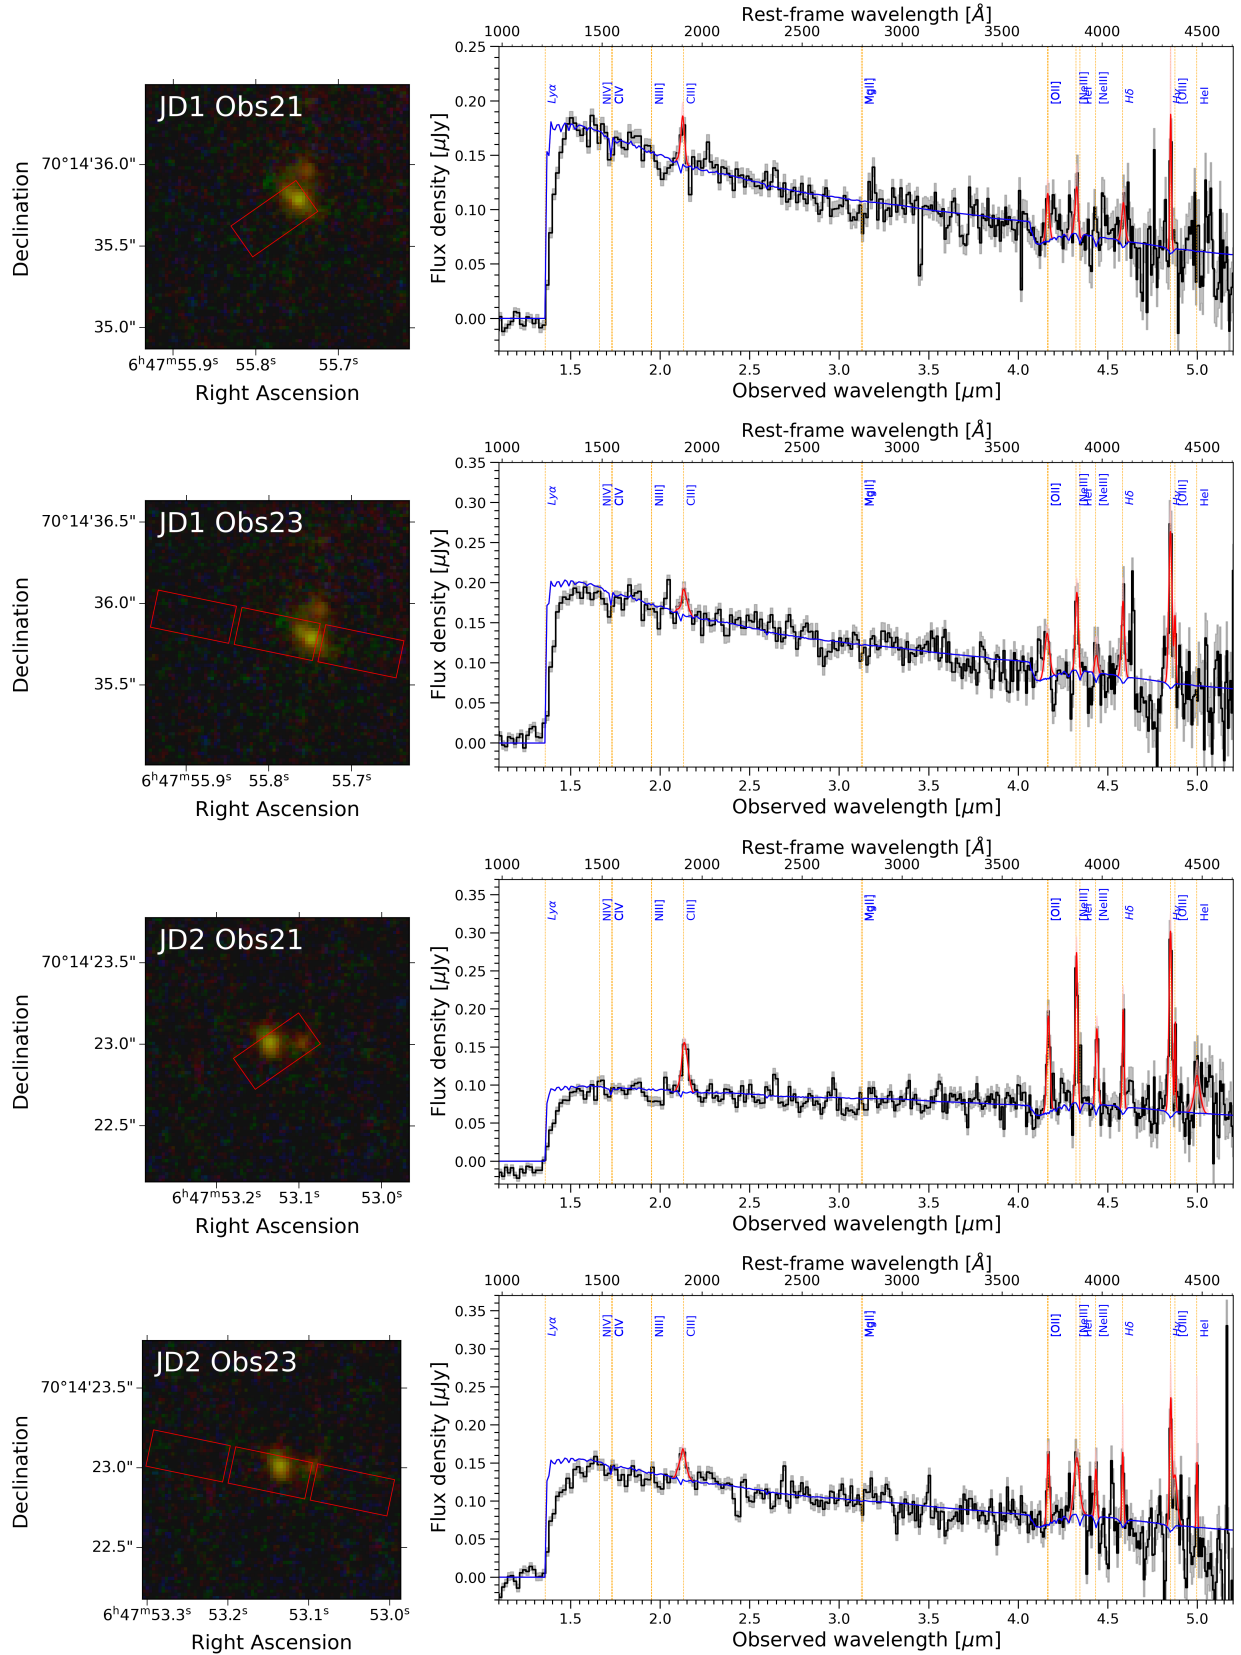 Rest-frame wavelength [Å]
1000 1500 2000 2500 3000 3500 4000 4500
JD1 Obs21
70°14'36.0"
35.5"
35.0"
Declination
6ʰ47ᵐ55.9ˢ 55.8ˢ 55.7ˢ
Right Ascension
Flux density [μJy]
0.25
0.20
0.15
0.10
0.05
0.00
Lyα NIV] CIV NIII] CIII] MgII] [OII] [NeIII] [NeIII] Hδ Hγ [OIII] HeI
1.5 2.0 2.5 3.0 3.5 4.0 4.5 5.0
Observed wavelength [μm]
Rest-frame wavelength [Å]
1000 1500 2000 2500 3000 3500 4000 4500
JD1 Obs23
70°14'36.5"
36.0"
35.5"
Declination
6ʰ47ᵐ55.9ˢ 55.8ˢ 55.7ˢ
Right Ascension
Flux density [μJy]
0.35
0.30
0.25
0.20
0.15
0.10
0.05
0.00
Lyα NIV] CIV NIII] CIII] MgII] [OII] [NeIII] [NeIII] Hδ Hγ [OIII] HeI
1.5 2.0 2.5 3.0 3.5 4.0 4.5 5.0
Observed wavelength [μm]
Rest-frame wavelength [Å]
1000 1500 2000 2500 3000 3500 4000 4500
JD2 Obs21
70°14'23.5"
23.0"
22.5"
Declination
6ʰ47ᵐ53.2ˢ 53.1ˢ 53.0ˢ
Right Ascension
Flux density [μJy]
0.35
0.30
0.25
0.20
0.15
0.10
0.05
0.00
Lyα NIV] CIV NIII] CIII] MgII] [OII] [NeIII] [NeIII] Hδ Hγ [OIII] HeI
1.5 2.0 2.5 3.0 3.5 4.0 4.5 5.0
Observed wavelength [μm]
Rest-frame wavelength [Å]
1000 1500 2000 2500 3000 3500 4000 4500
JD2 Obs23
70°14'23.5"
23.0"
22.5"
Declination
6ʰ47ᵐ53.3ˢ 53.2ˢ 53.1ˢ 53.0ˢ
Right Ascension
Flux density [μJy]
0.35
0.30
0.25
0.20
0.15
0.10
0.05
0.00
Lyα NIV] CIV NIII] CIII] MgII] [OII] [NeIII] [NeIII] Hδ Hγ [OIII] HeI
1.5 2.0 2.5 3.0 3.5 4.0 4.5 5.0
Observed wavelength [μm]